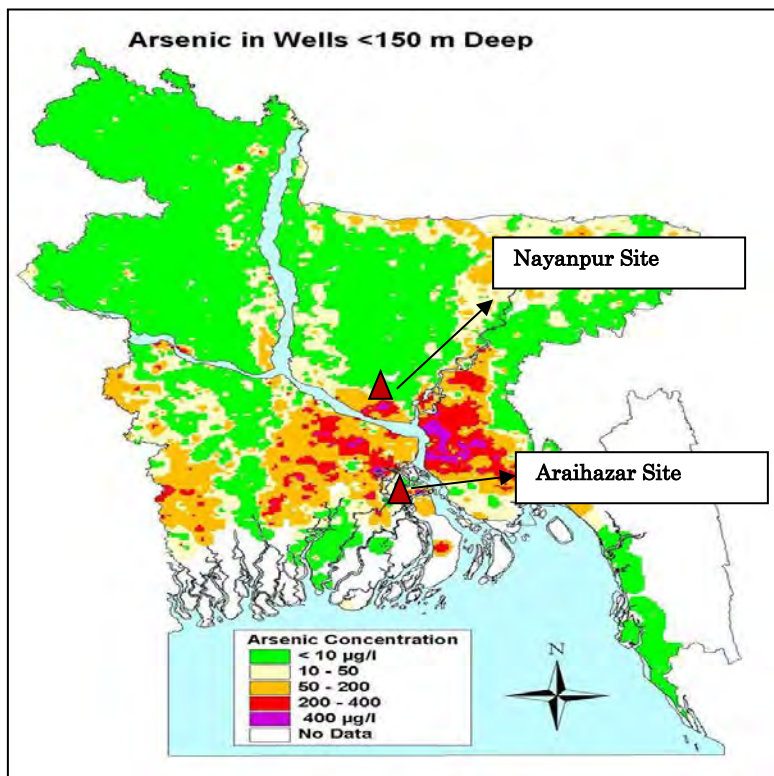 Arsenic in Wells <150 m Deep
Nayanpur Site
Araihazar Site
Arsenic Concentration
< 10 µg/l
10 - 50
50 - 200
200 - 400
400 µg/l
No Data
N